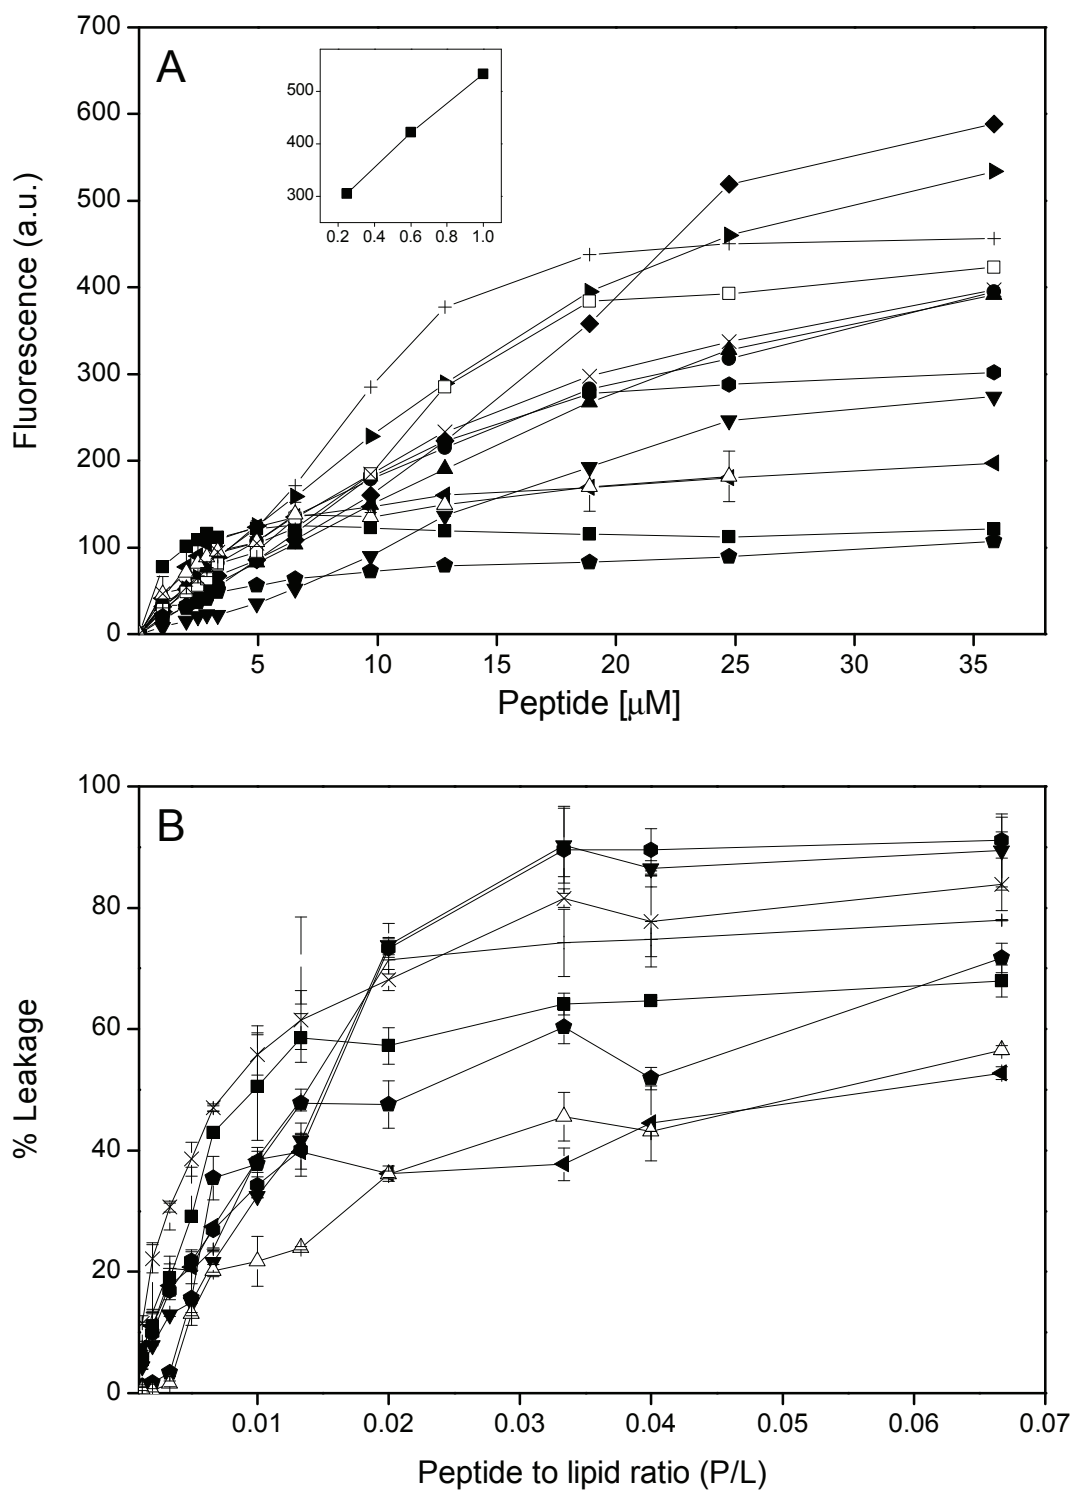 700
A
600
500
400
300
200
100
0
Fluorescence (a.u.)
500
400
300
0.2 0.4 0.6 0.8 1.0
5 10 15 20 25 30 35
Peptide [μM]
100
B
80
60
40
20
0
% Leakage
0.01 0.02 0.03 0.04 0.05 0.06 0.07
Peptide to lipid ratio (P/L)